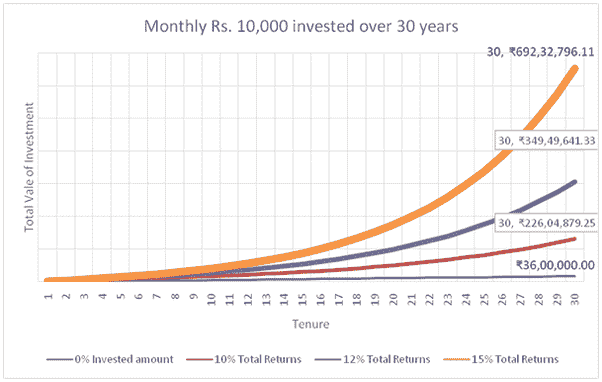 Monthly Rs. 10,000 invested over 30 years
30, ₹692,32,796.11
30, ₹349,49,641.33
30, ₹226,04,879.25
₹36,00,000.00
Total Vale of Investment
1 2 3 4 5 6 7 8 9 10 11 12 13 14 15 16 17 18 19 20 21 22 23 24 25 26 27 28 29 30
Tenure
0% Invested amount 10% Total Returns 12% Total Returns 15% Total Returns